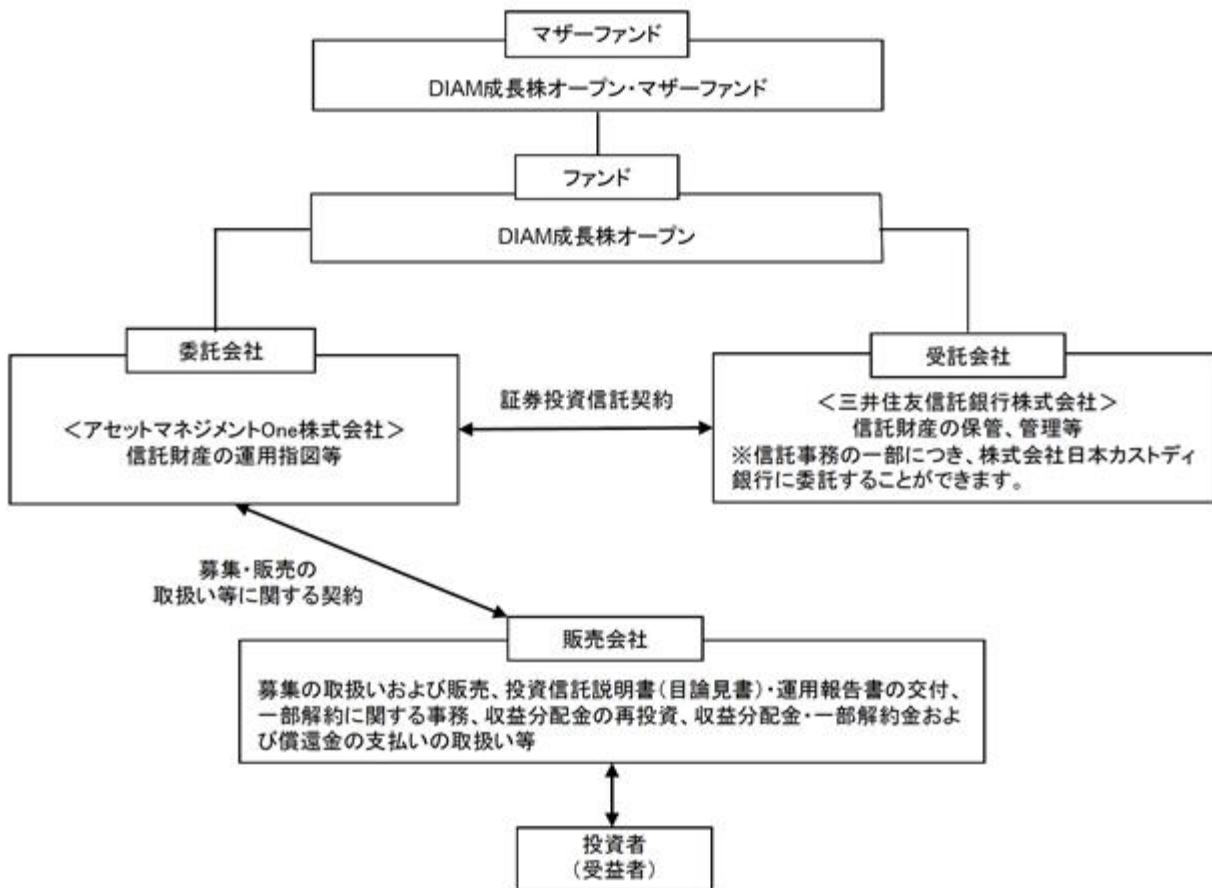 マザーファンド
DIAM成長株オープン・マザーファンド
ファンド
DIAM成長株オープン
委託会社
<アセットマネジメントOne株式会社>
信託財産の運用指図等
証券投資信託契約
受託会社
<三井住友信託銀行株式会社>
信託財産の保管、管理等
※信託事務の一部につき、株式会社日本カストディ
銀行に委託することができます。
募集・販売の
取扱い等に関する契約
販売会社
募集の取扱いおよび販売、投資信託説明書(目論見書)・運用報告書の交付、
一部解約に関する事務、収益分配金の再投資、収益分配金・一部解約金およ
び償還金の支払いの取扱い等
投資者
(受益者)